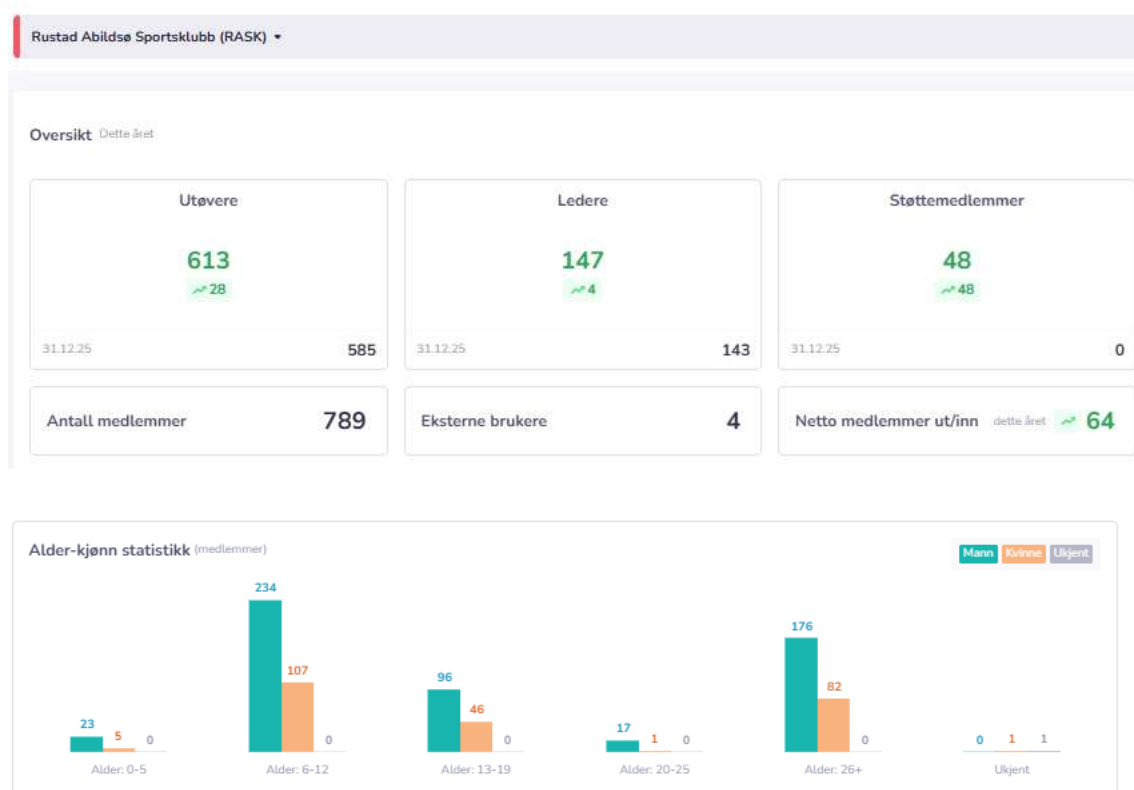 Rustad Abildsø Sportsklubb (RASK)
Oversikt Dette året
Utøvere Ledere Støttemedlemmer
613 147 48
28 4 48
31.12.25 585 31.12.25 143 31.12.25 0
Antall medlemmer 789 Eksterne brukere 4 Netto medlemmer ut/inn dette året 64
Alder-kjønn statistikk (medlemmer) Mann Kvinne Ukjent
234
176
107
96
82
46
23 5 0 0 0 17 1 0 0 0 1 1
Alder: 0-5 Alder: 6-12 Alder: 13-19 Alder: 20-25 Alder: 26+ Ukjent